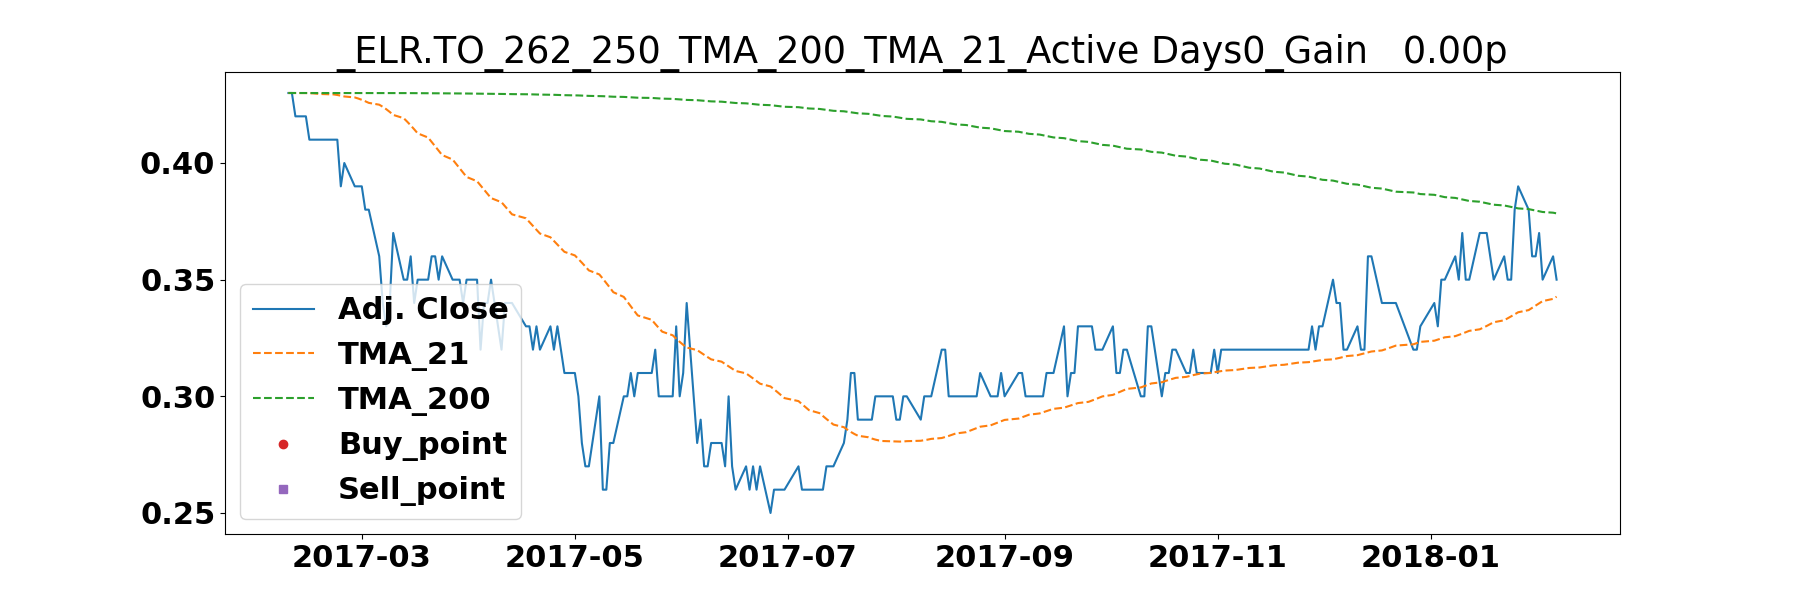 _ELR.TO_262_250_TMA_200_TMA_21_Active Days0_Gain   0.00p
0.40
0.35
0.30
0.25
Adj. Close
TMA_21
TMA_200
Buy_point
Sell_point
2017-03 2017-05 2017-07 2017-09 2017-11 2018-01